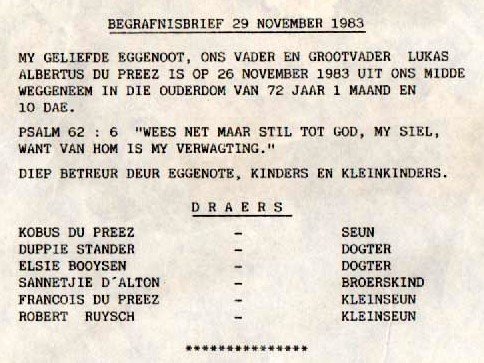 BEGRAFNISBRIEF 29 NOVEMBER 1983
MY GELIEFDE EGGENOOT, ONS VADER EN GROOTVADER LUKAS
ALBERTUS DU PREEZ IS OP 26 NOVEMBER 1983 UIT ONS MIDDE
WEGGENEEM IN DIE OUDERDOM VAN 72 JAAR 1 MAAND EN
10 DAE.
PSALM 62 : 6 "WEES NET MAAR STIL TOT GOD, MY SIEL,
WANT VAN HOM IS MY VERWAGTING."
DIEP BETREUR DEUR EGGENOTE, KINDERS EN KLEINKINDERS.
D R A E R S
KOBUS DU PREEZ - SEUN
DUPPIE STANDER - DOGTER
ELSIE BOOYSEN - DOGTER
SANNETJIE D´ALTON - BROERSKIND
FRANCOIS DU PREEZ - KLEINSEUN
ROBERT RUYSCH - KLEINSEUN
***************